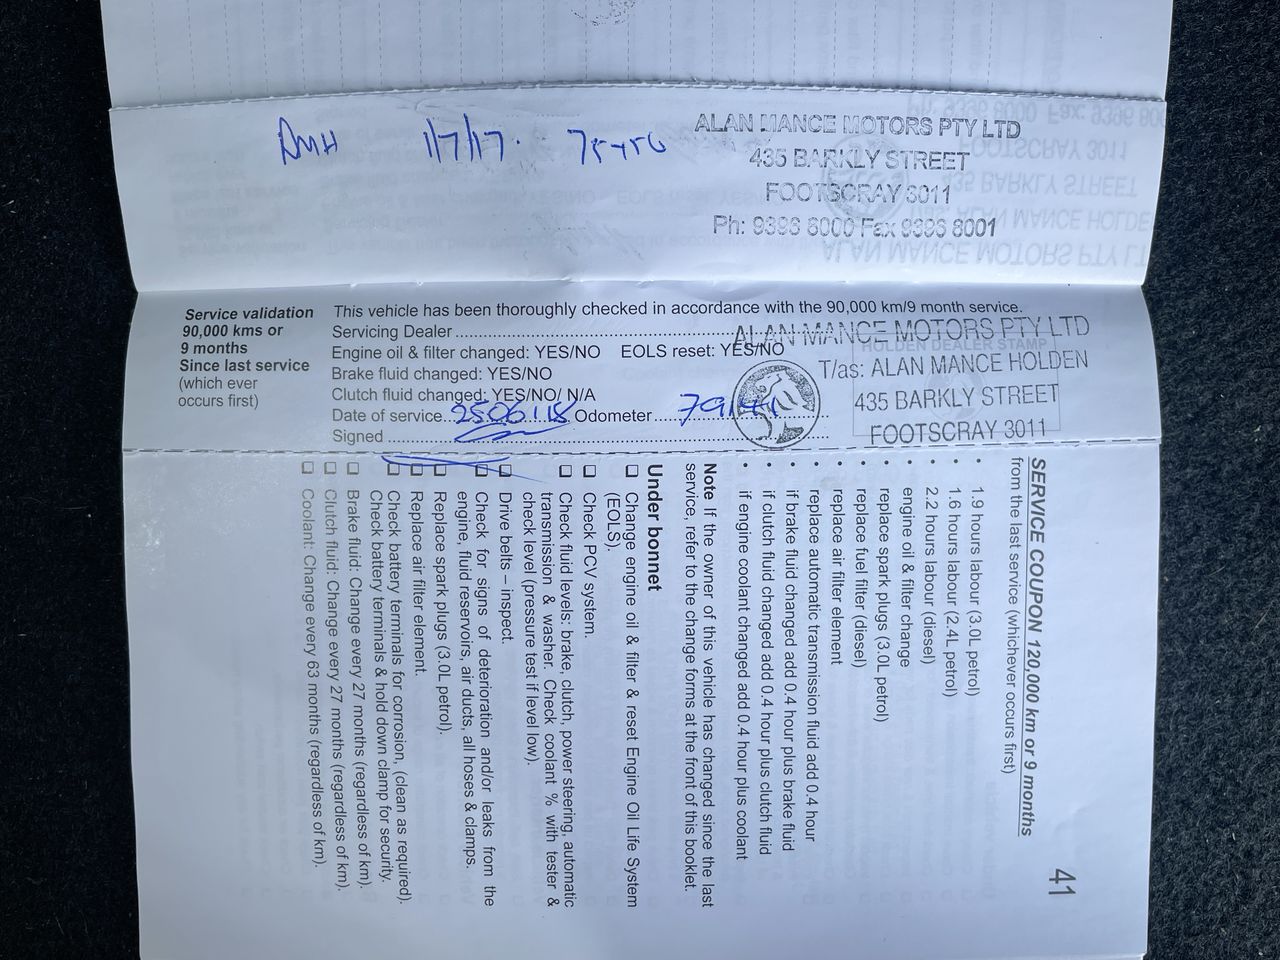 AMH 1/7/17.
ALAN MANCE MOTORS PTY LTD
435 BARKLY STREET
FOOTSCRAY 3011
Ph: 9396 6000 Fax 9396 8001
Service validation
90,000 kms or
9 months
Since last service
(which ever
occurs first)
This vehicle has been thoroughly checked in accordance with the 90,000 km/9 month service.
Servicing Dealer
Engine oil & filter changed: YES/NO EOLS reset: YES/NO
Brake fluid changed: YES/NO
Clutch fluid changed: YES/NO/ N/A
Date of service 250618 Odometer 79141
Signed
ALAN MANCE MOTORS PTY LTD
HOLDEN DEALER STAMP
T/as: ALAN MANCE HOLDEN
435 BARKLY STREET
FOOTSCRAY 3011
41
SERVICE COUPON 120,000 km or 9 months
from the last service (whichever occurs first)
• 1.9 hours labour (3.0L petrol)
• 1.6 hours labour (2.4L petrol)
• 2.2 hours labour (diesel)
• engine oil & filter change
• replace spark plugs (3.0L petrol)
• replace fuel filter (diesel)
• replace air filter element
• replace automatic transmission fluid add 0.4 hour
• if brake fluid changed add 0.4 hour plus brake fluid
• if clutch fluid changed add 0.4 hour plus clutch fluid
• if engine coolant changed add 0.4 hour plus coolant
Note If the owner of this vehicle has changed since the last
service, refer to the change forms at the front of this booklet.
Under bonnet
☐ Change engine oil & filter & reset Engine Oil Life System
(EOLS).
☐ Check PCV system.
☐ Check fluid levels: brake, clutch, power steering, automatic
transmission & washer. Check coolant % with tester &
check level (pressure test if level low).
☐ Drive belts – inspect.
☐ Check for signs of deterioration and/or leaks from the
engine, fluid reservoirs, air ducts, all hoses & clamps.
☐ Replace spark plugs (3.0L petrol).
☐ Replace air filter element.
☐ Check battery terminals for corrosion, (clean as required).
Check battery terminals & hold down clamp for security.
☐ Brake fluid: Change every 27 months (regardless of km).
☐ Clutch fluid: Change every 27 months (regardless of km).
☐ Coolant: Change every 63 months (regardless of km).